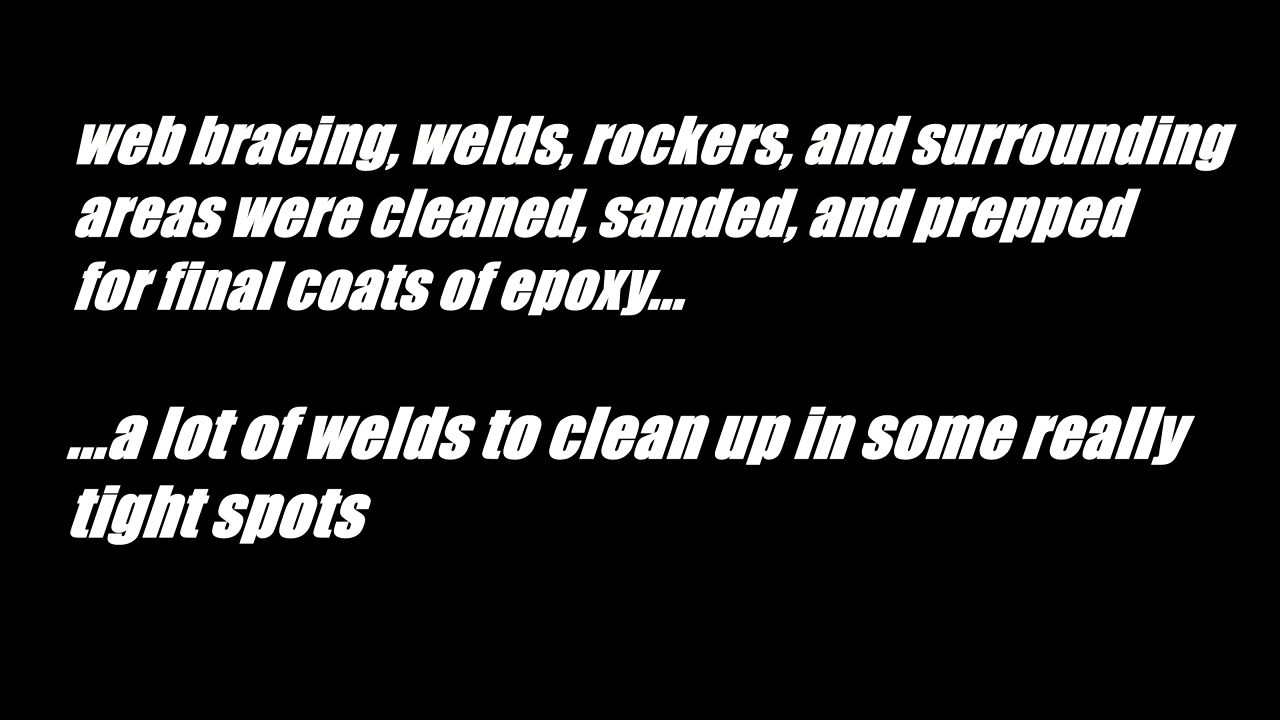 web bracing, welds, rockers, and surrounding
areas were cleaned, sanded, and prepped
for final coats of epoxy...
...a lot of welds to clean up in some really
tight spots